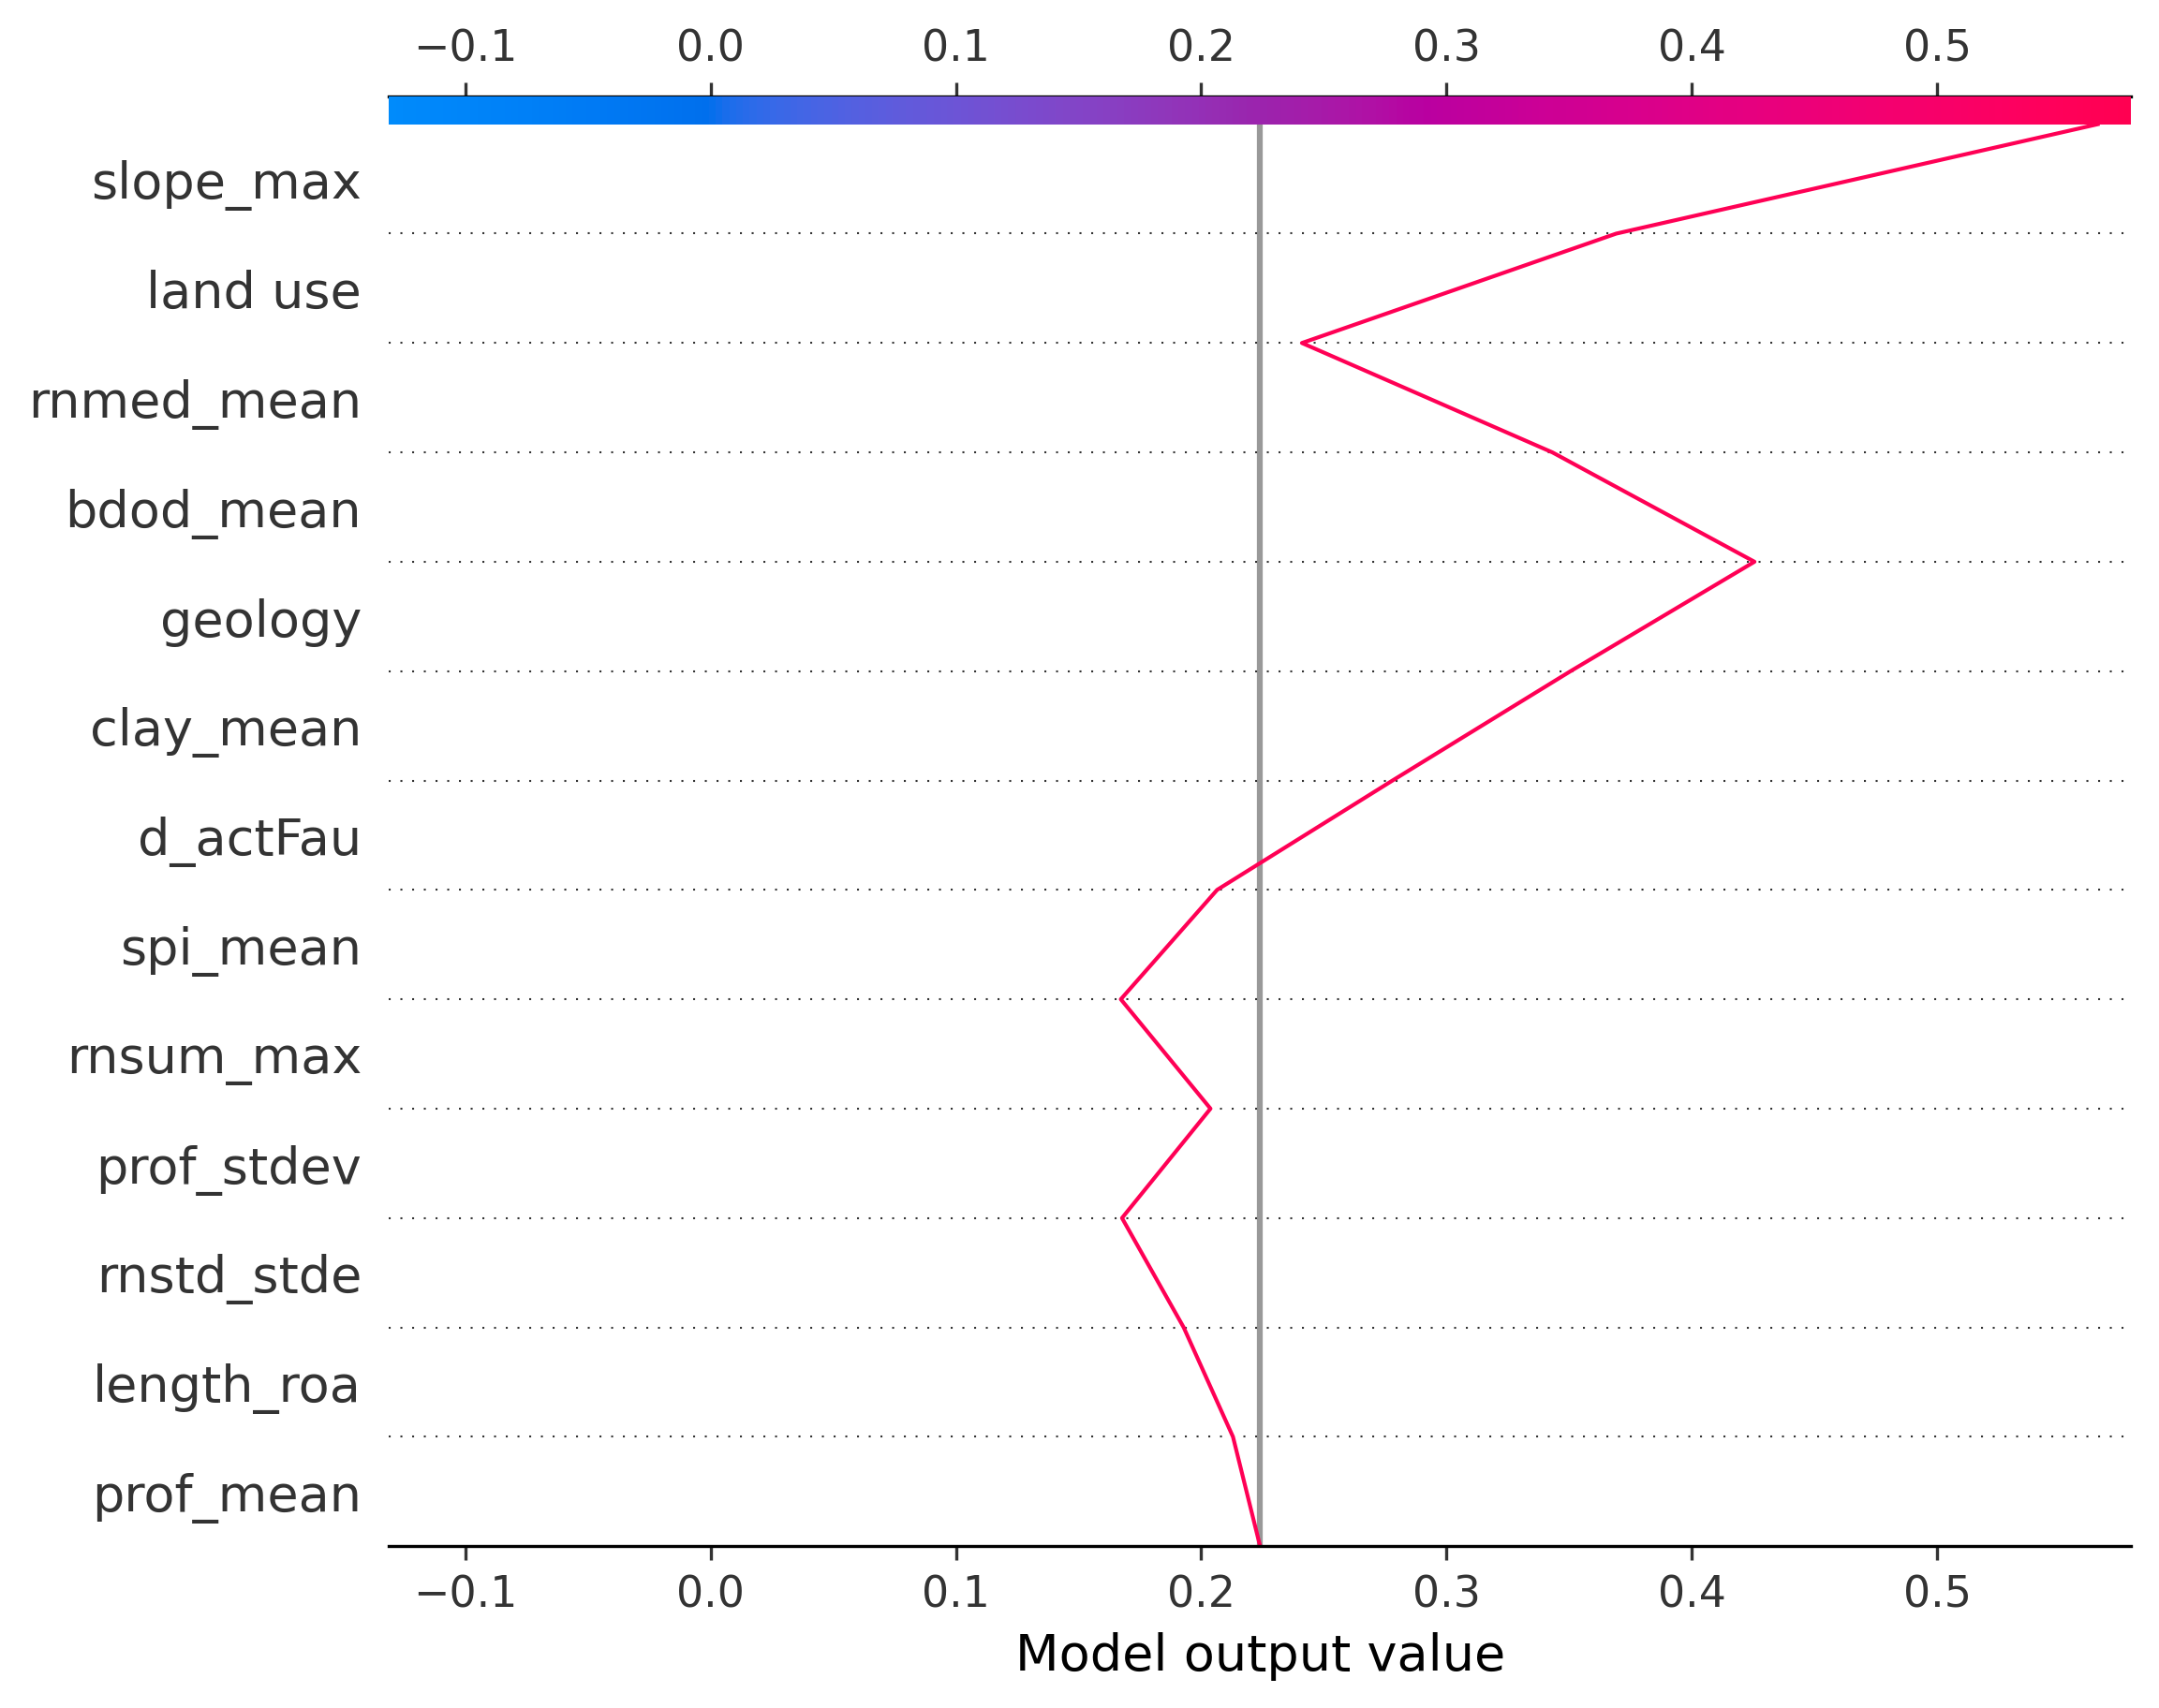 −0.1 0.0 0.1 0.2 0.3 0.4 0.5
slope_max
land use
rnmed_mean
bdod_mean
geology
clay_mean
d_actFau
spi_mean
rnsum_max
prof_stdev
rnstd_stde
length_roa
prof_mean
−0.1 0.0 0.1 0.2 0.3 0.4 0.5
Model output value